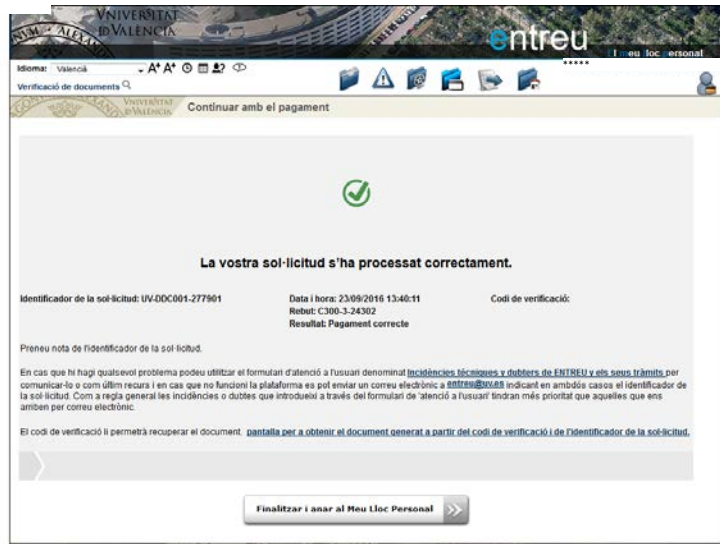 VNIVERSITAT
ID VALÈNCIA
entreu
El meu lloc personal
*****
Idioma: Valencià A+ A+
Verificació de documents
VNIVERSITAT
ID VALÈNCIA
Continuar amb el pagament
La vostra sol·licitud s'ha processat correctament.
Identificador de la sol·licitud: UV-DDC001-277901 Data i hora: 23/09/2016 13:40:11 Codi de verificació:
Rebut: C300-3-24302
Resultat: Pagament correcte
Preneu nota de l'identificador de la sol·licitud.
En cas que hi hagi qualsevol problema podeu utilitzar el formulari d'atenció a l'usuari denominat Incidències técniques y dubters de ENTREU y els seus tràmits per
comunicar-lo o com últim recurs i en cas que no funcioni la plataforma es pot enviar un correu electrònic a entreu@uv.es indicant en ambdós casos el identificador de
la sol·licitud. Com a regla general les incidències o dubtes que introdueixi a través del formulari de 'atenció a l'usuari' tindran més prioritat que aquelles que ens
arriben per correu electrònic.
El codi de verificació li permetrà recuperar el document. pantalla per a obtenir el document generat a partir del codi de verificació i de l'identificador de la sol·licitud.
Finalitzar i anar al Meu Lloc Personal